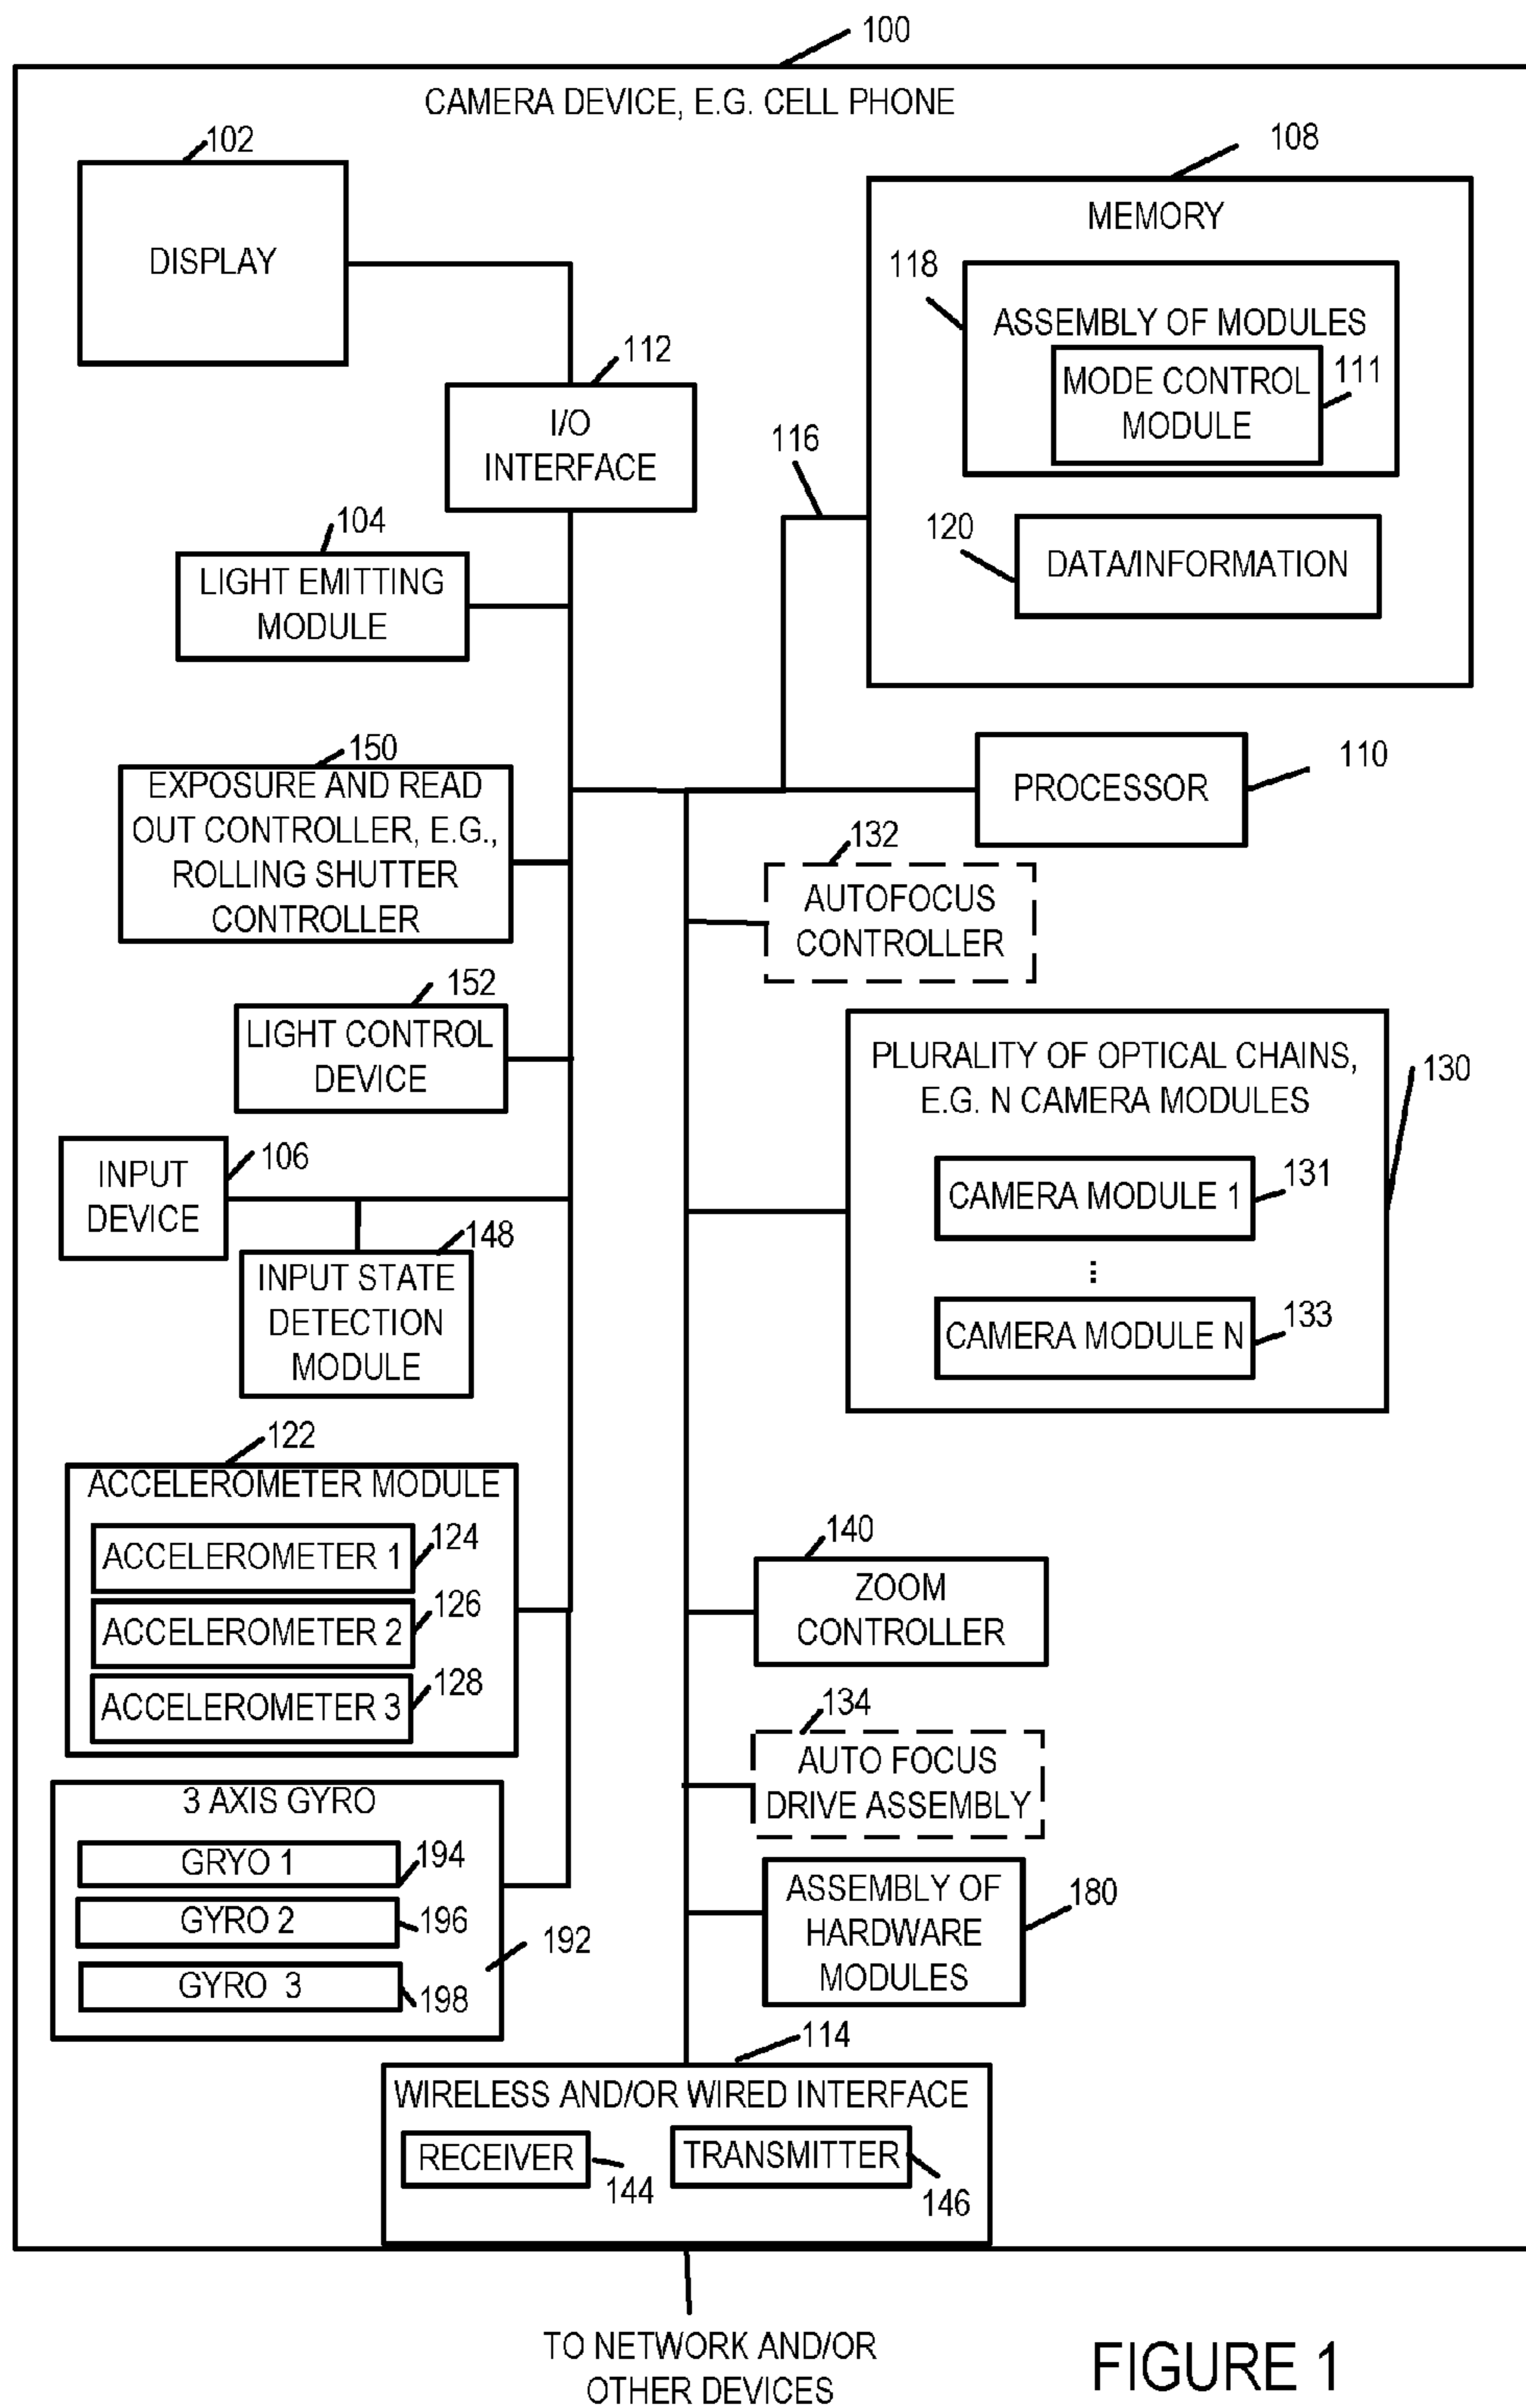 100
CAMERA DEVICE, E.G. CELL PHONE
102
DISPLAY
108
MEMORY
118
ASSEMBLY OF MODULES
MODE CONTROL
MODULE
111
120
DATA/INFORMATION
112
I/O
INTERFACE
116
104
LIGHT EMITTING
MODULE
150
EXPOSURE AND READ
OUT CONTROLLER, E.G.,
ROLLING SHUTTER
CONTROLLER
PROCESSOR
110
132
AUTOFOCUS
CONTROLLER
152
LIGHT CONTROL
DEVICE
PLURALITY OF OPTICAL CHAINS,
E.G. N CAMERA MODULES
130
CAMERA MODULE 1
131
...
CAMERA MODULE N
133
INPUT
DEVICE
106
148
INPUT STATE
DETECTION
MODULE
122
ACCELEROMETER MODULE
ACCELEROMETER 1
124
ACCELEROMETER 2
126
ACCELEROMETER 3
128
140
ZOOM
CONTROLLER
134
AUTO FOCUS
DRIVE ASSEMBLY
3 AXIS GYRO
GRYO 1
194
GYRO 2
196
GYRO 3
198
192
ASSEMBLY OF
HARDWARE
MODULES
180
114
WIRELESS AND/OR WIRED INTERFACE
RECEIVER
144
TRANSMITTER
146
TO NETWORK AND/OR
OTHER DEVICES
FIGURE 1